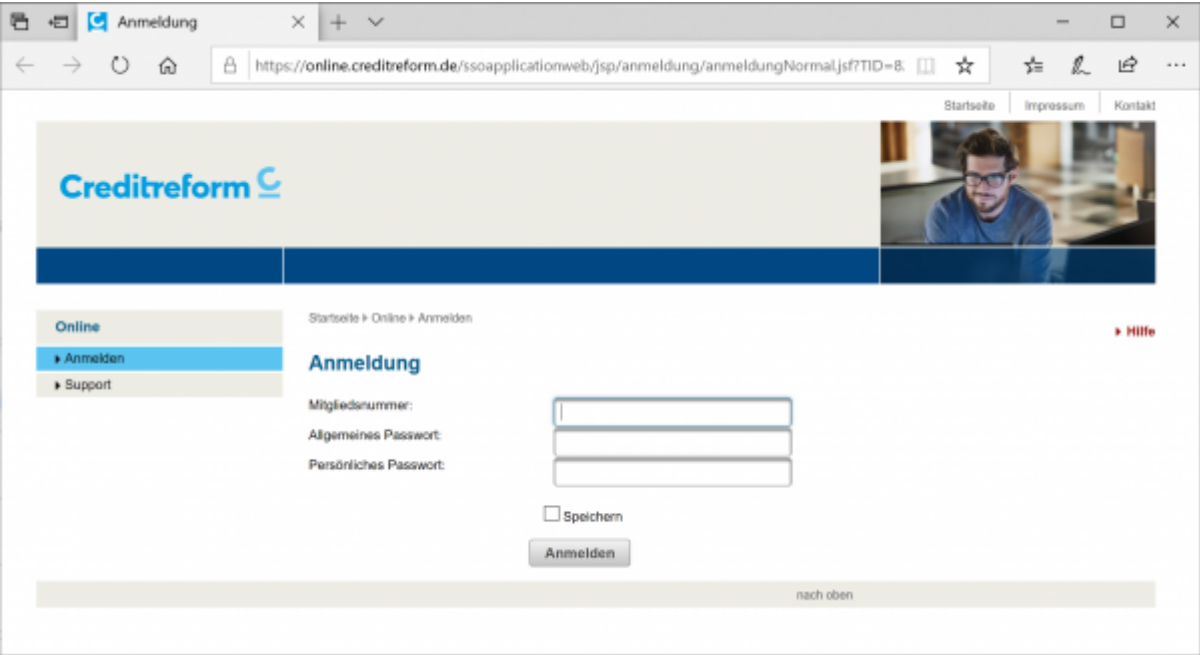 Anmeldung
https://online.creditreform.de/ssoapplicationweb/jsp/anmeldung/anmeldungNormal.jsf?TID=8.
Startseite Impressum Kontakt
Creditreform
Online
Anmelden
Support
Startseite Online Anmelden
Hilfe
Anmeldung
Mitgliedsnummer:
Allgemeines Passwort:
Persönliches Passwort:
Speichern
Anmelden
nach oben